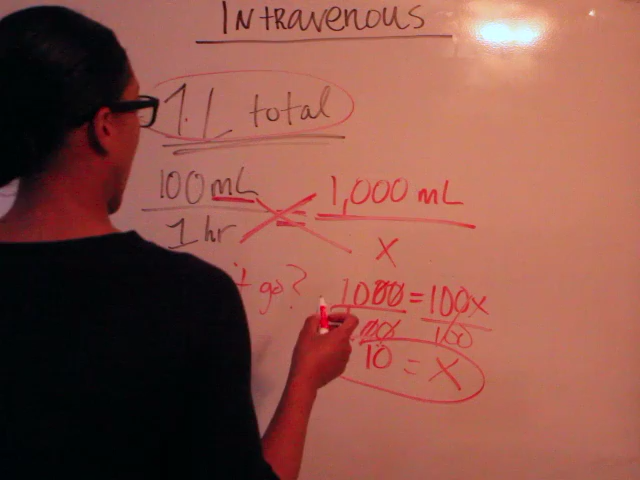 INtravenous
1 L total
100 mL = 1,000 mL
1 hr X
t go?
1000 = 100x
100 100
10 = X